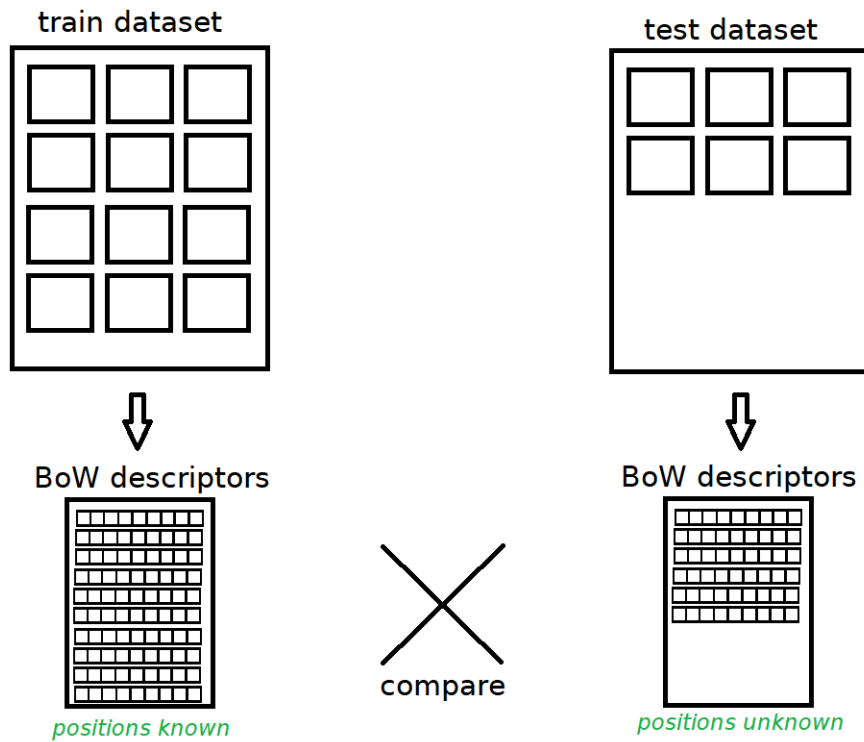 train dataset
test dataset
BoW descriptors
BoW descriptors
compare
positions known
positions unknown